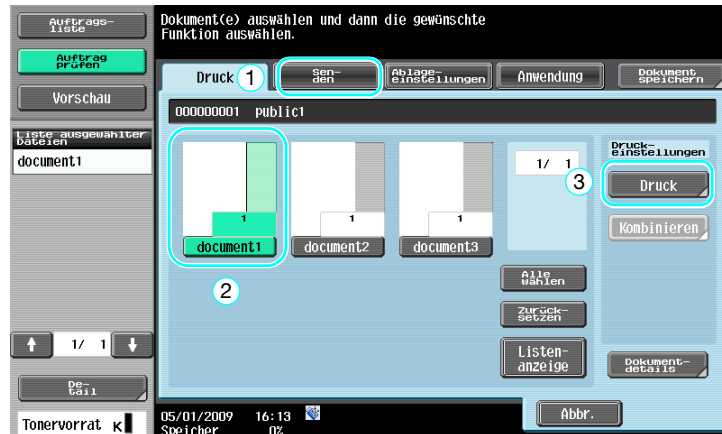 Auftrags-
liste
Auftrag
prüfen
Vorschau
Liste ausgewählter
Dateien
document1
1/ 1
De-
tail
Tonervorrat K
Dokument(e) auswählen und dann die gewünschte
Funktion auswählen.
Druck
1
Sen-
den
Ablage-
einstellungen
Anwendung
Dokument
speichern
000000001 public1
1
document1
1
document2
1
document3
2
1/ 1
3
Alle
wählen
Zurück-
setzen
Listen-
anzeige
Druck-
einstellungen
Druck
Kombinieren
Dokument-
details
Abbr.
05/01/2009 16:13
Speicher 0%